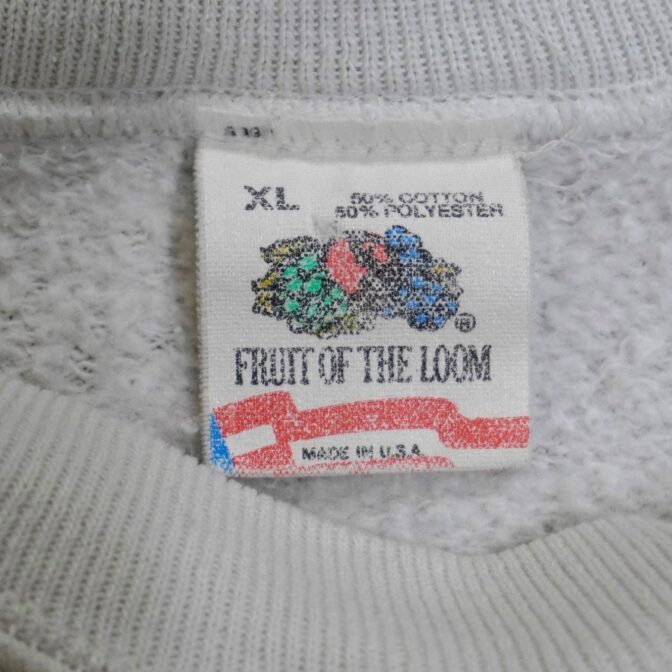 XL
50% COTTON
50% POLYESTER
®
FRUIT OF THE LOOM
MADE IN U.S.A